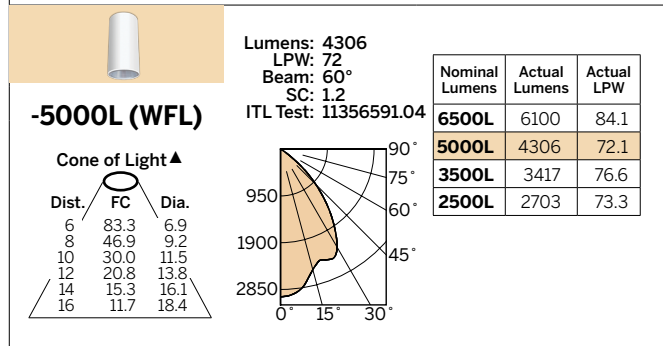 -5000L (WFL)
Cone of Light▲
Dist. FC Dia.
6 83.3 6.9
8 46.9 9.2
10 30.0 11.5
12 20.8 13.8
14 15.3 16.1
16 11.7 18.4
Lumens: 4306
LPW: 72
Beam: 60°
SC: 1.2
ITL Test: 11356591.04
90°
75°
60°
45°
950
1900
2850
0° 15° 30°
Nominal Lumens Actual Lumens Actual LPW
6500L 6100 84.1
5000L 4306 72.1
3500L 3417 76.6
2500L 2703 73.3